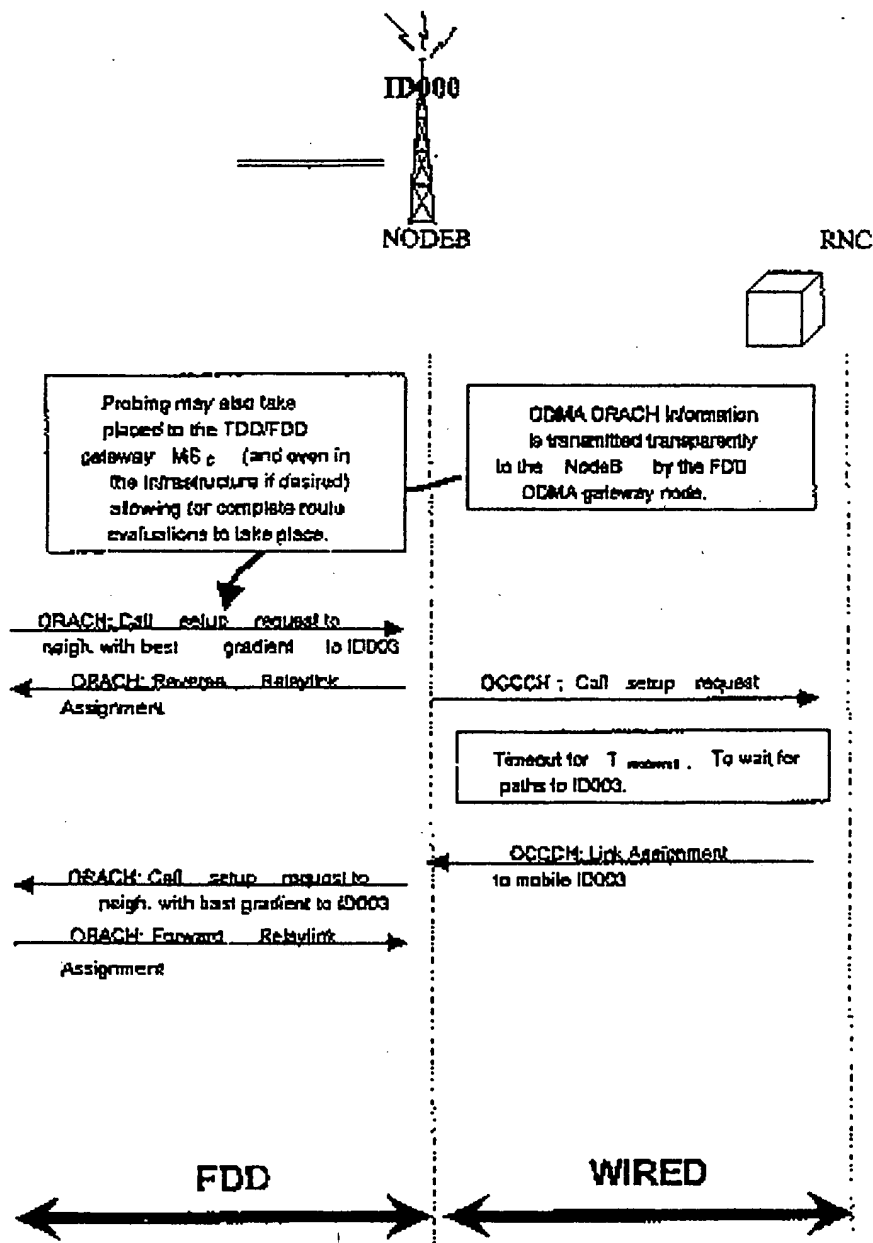 ID000
NODEB
RNC
Probing may also take
placed to the TDD/FDD
gateway MS c (and even in
the Infrastructure if desired)
allowing for complete route
evaluations to take place.
ODMA ORACH Information
is transmitted transparently
to the NodeB by the FDD
ODMA gateway node.
ORACH: Call setup request to
neigh. with best gradient to ID003
ORACH: Reverse Relaylink
Assignment
OCCCH : Call setup request
Timeout for T . To wait for
paths to ID003.
OCCCH: Link Assignment
to mobile ID003
ORACH: Call setup request to
neigh. with best gradient to ID003
ORACH: Forward Relaylink
Assignment
FDD
WIRED